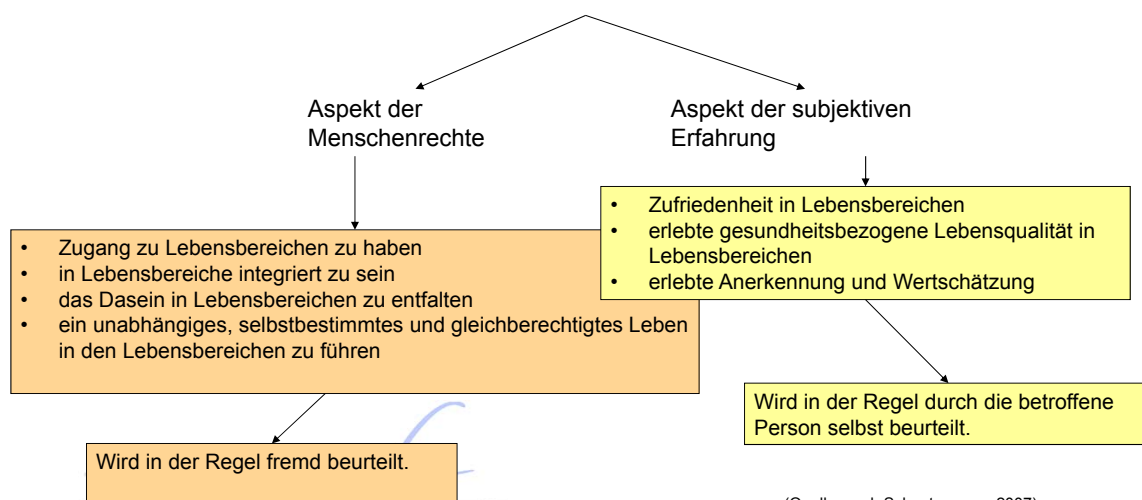 Aspekt der
Menschenrechte
Aspekt der subjektiven
Erfahrung
• Zugang zu Lebensbereichen zu haben
• in Lebensbereiche integriert zu sein
• das Dasein in Lebensbereichen zu entfalten
• ein unabhängiges, selbstbestimmtes und gleichberechtigtes Leben
in den Lebensbereichen zu führen
• Zufriedenheit in Lebensbereichen
• erlebte gesundheitsbezogene Lebensqualität in
Lebensbereichen
• erlebte Anerkennung und Wertschätzung
Wird in der Regel fremd beurteilt.
Wird in der Regel durch die betroffene
Person selbst beurteilt.